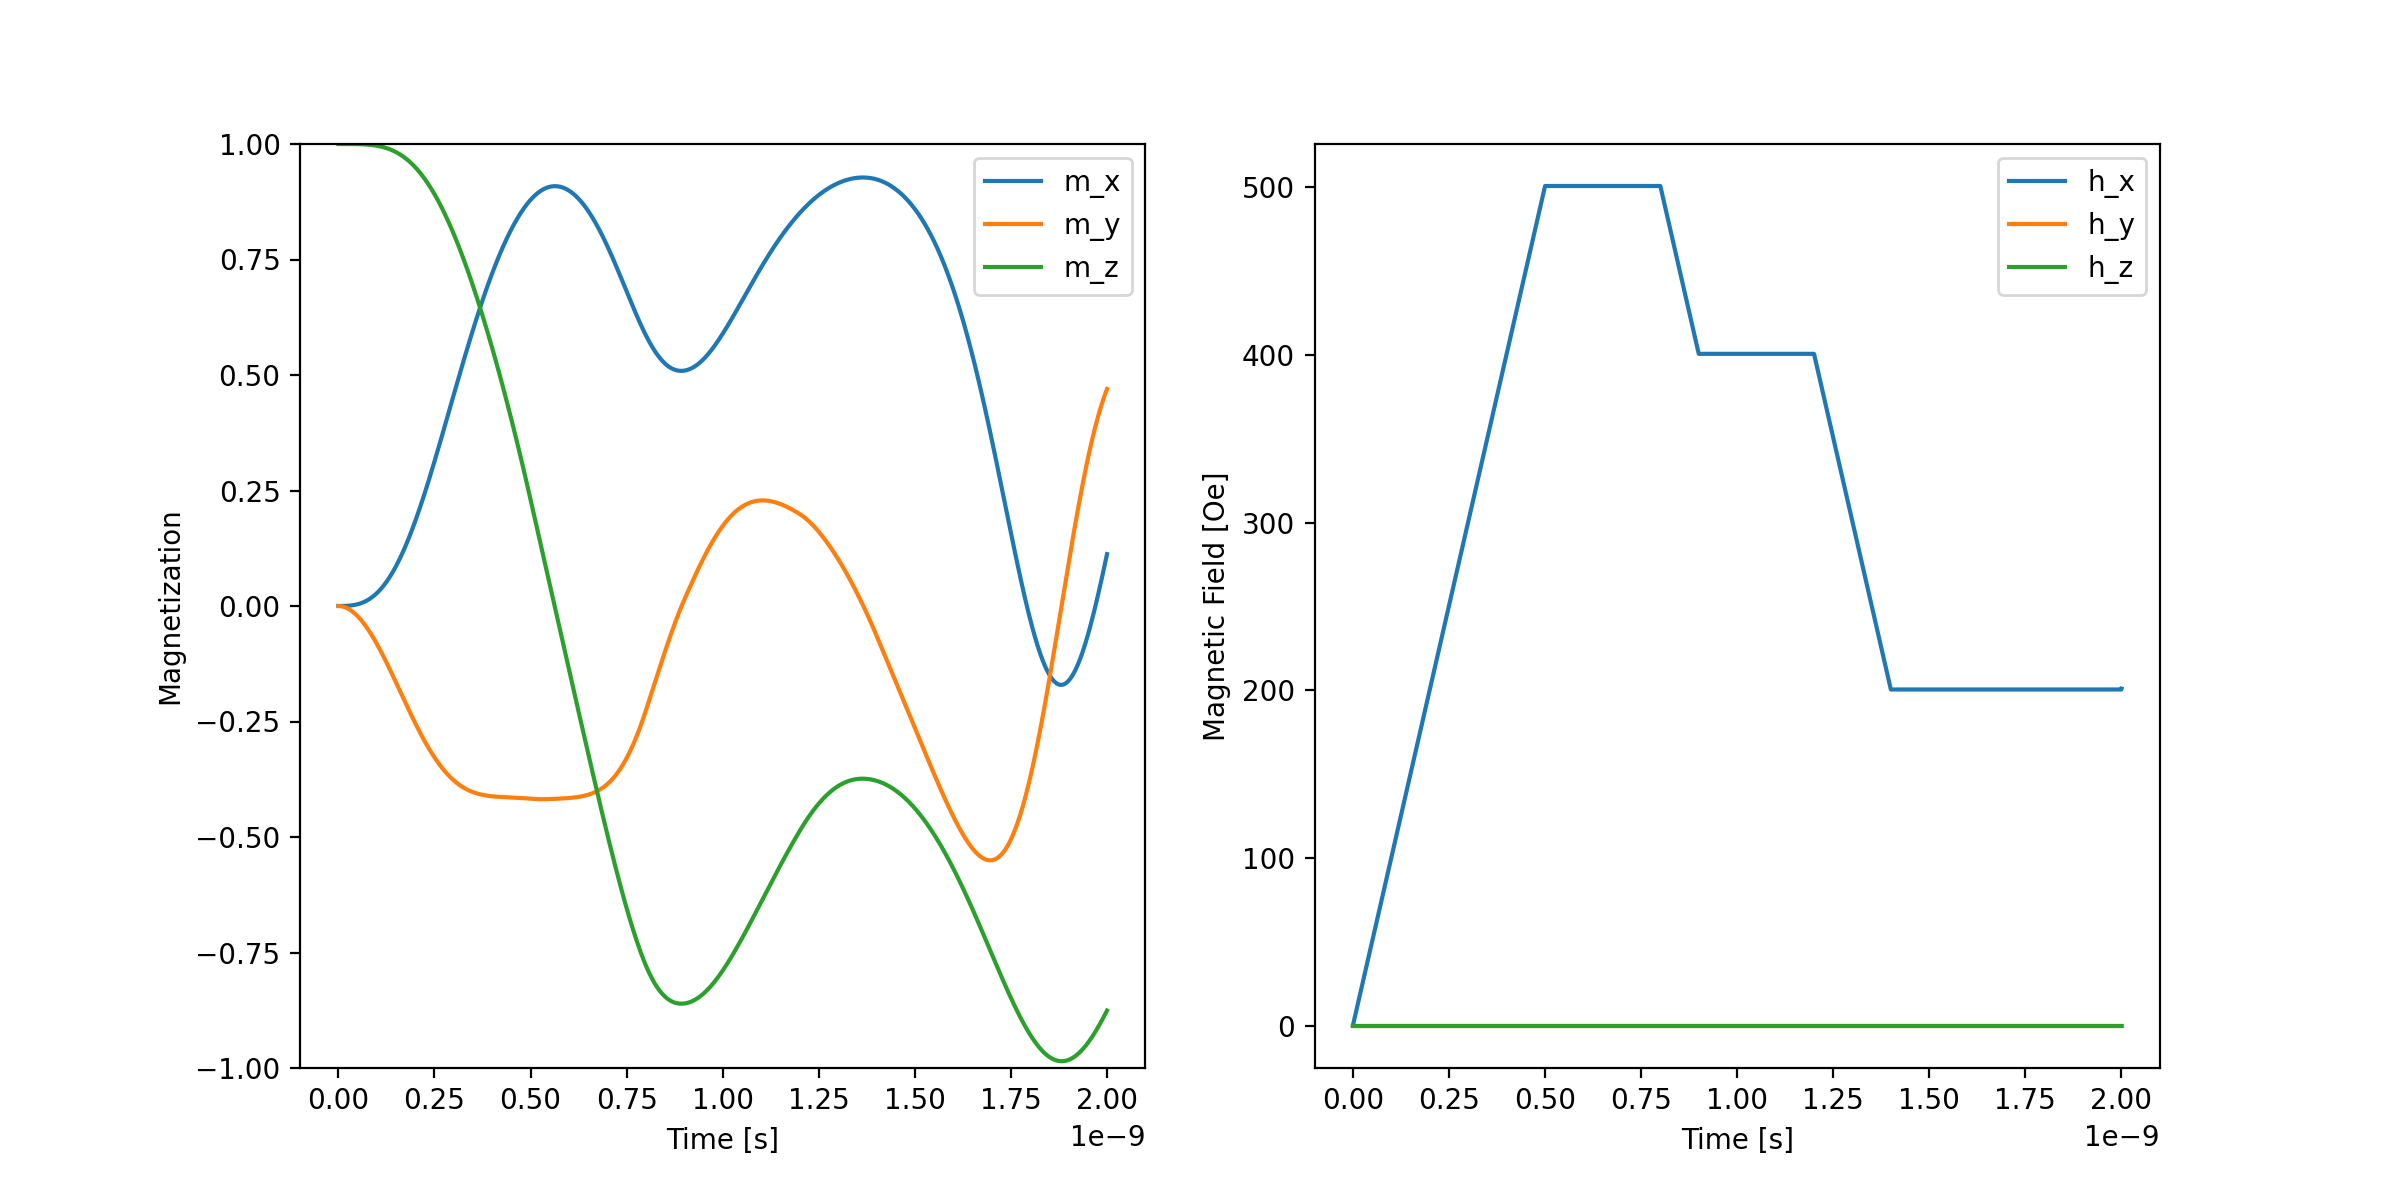 1.00
0.75
0.50
0.25
0.00
−0.25
−0.50
−0.75
−1.00
Magnetization
m_x
m_y
m_z
0.00 0.25 0.50 0.75 1.00 1.25 1.50 1.75 2.00
Time [s]
1e−9
500
400
300
200
100
0
Magnetic Field [Oe]
h_x
h_y
h_z
0.00 0.25 0.50 0.75 1.00 1.25 1.50 1.75 2.00
Time [s]
1e−9